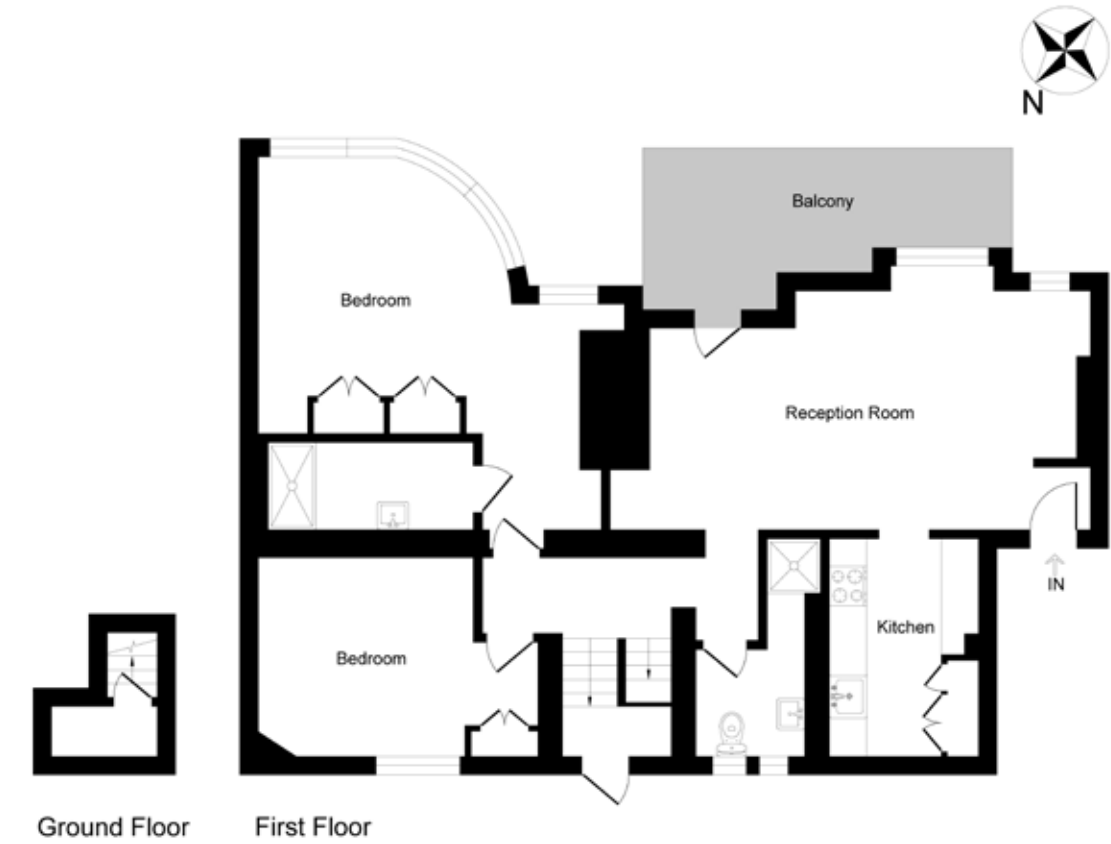 N
Balcony
Bedroom
Reception Room
IN
Kitchen
Bedroom
Ground Floor
First Floor